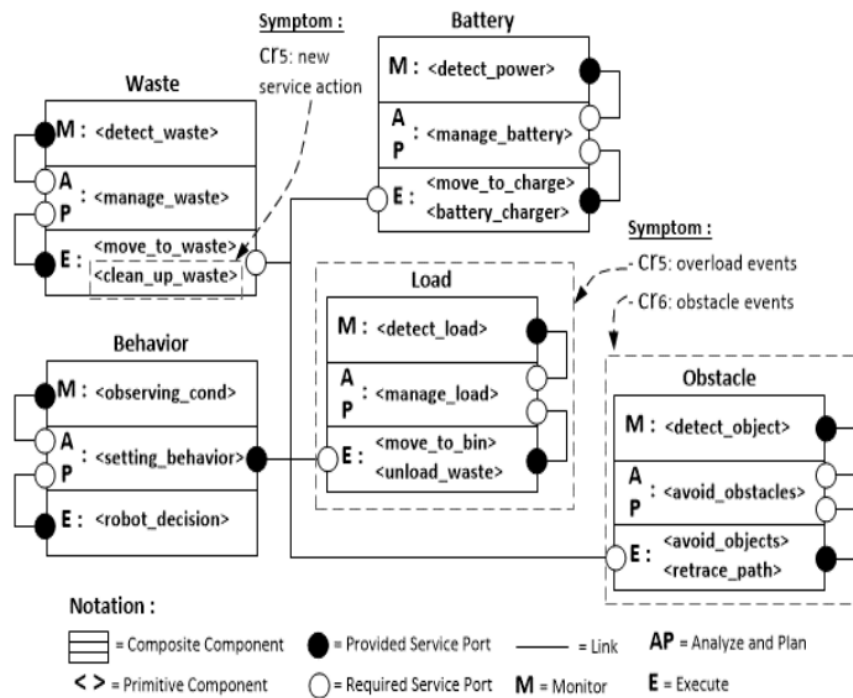 Symptom :
Cr5: new
service action
Battery
M : <detect_power>
A
P : <manage_battery>
E : <move_to_charge>
<battery_charger>
Waste
M : <detect_waste>
A
P : <manage_waste>
E : <move_to_waste>
<clean_up_waste>
Symptom :
- Cr5: overload events
- Cr6: obstacle events
Load
M : <detect_load>
A
P : <manage_load>
E : <move_to_bin>
<unload_waste>
Behavior
M : <observing_cond>
A
P : <setting_behavior>
E : <robot_decision>
Obstacle
M : <detect_object>
A
P : <avoid_obstacles>
E : <avoid_objects>
<retrace_path>
Notation :
= Composite Component
= Provided Service Port
= Link
AP = Analyze and Plan
< > = Primitive Component
= Required Service Port
M = Monitor
E = Execute